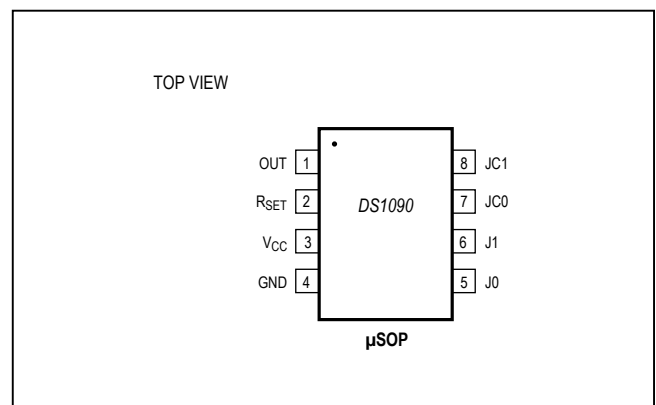 TOP VIEW
OUT 1
RSET 2
VCC 3
GND 4
DS1090
8 JC1
7 JC0
6 J1
5 J0
µSOP